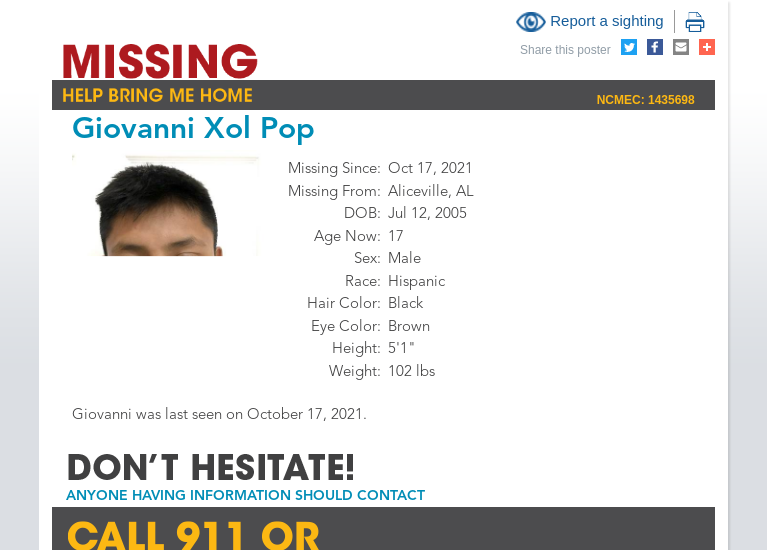 Report a sighting
Share this poster
MISSING
HELP BRING ME HOME
NCMEC: 1435698
Giovanni Xol Pop
Missing Since: Oct 17, 2021
Missing From: Aliceville, AL
DOB: Jul 12, 2005
Age Now: 17
Sex: Male
Race: Hispanic
Hair Color: Black
Eye Color: Brown
Height: 5'1"
Weight: 102 lbs
Giovanni was last seen on October 17, 2021.
DON'T HESITATE!
ANYONE HAVING INFORMATION SHOULD CONTACT
CALL 911 OR